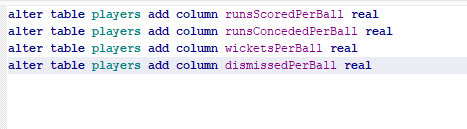 alter table players add column runsScoredPerBall real
alter table players add column runsConcededPerBall real
alter table players add column wicketsPerBall real
alter table players add column dismissedPerBall real